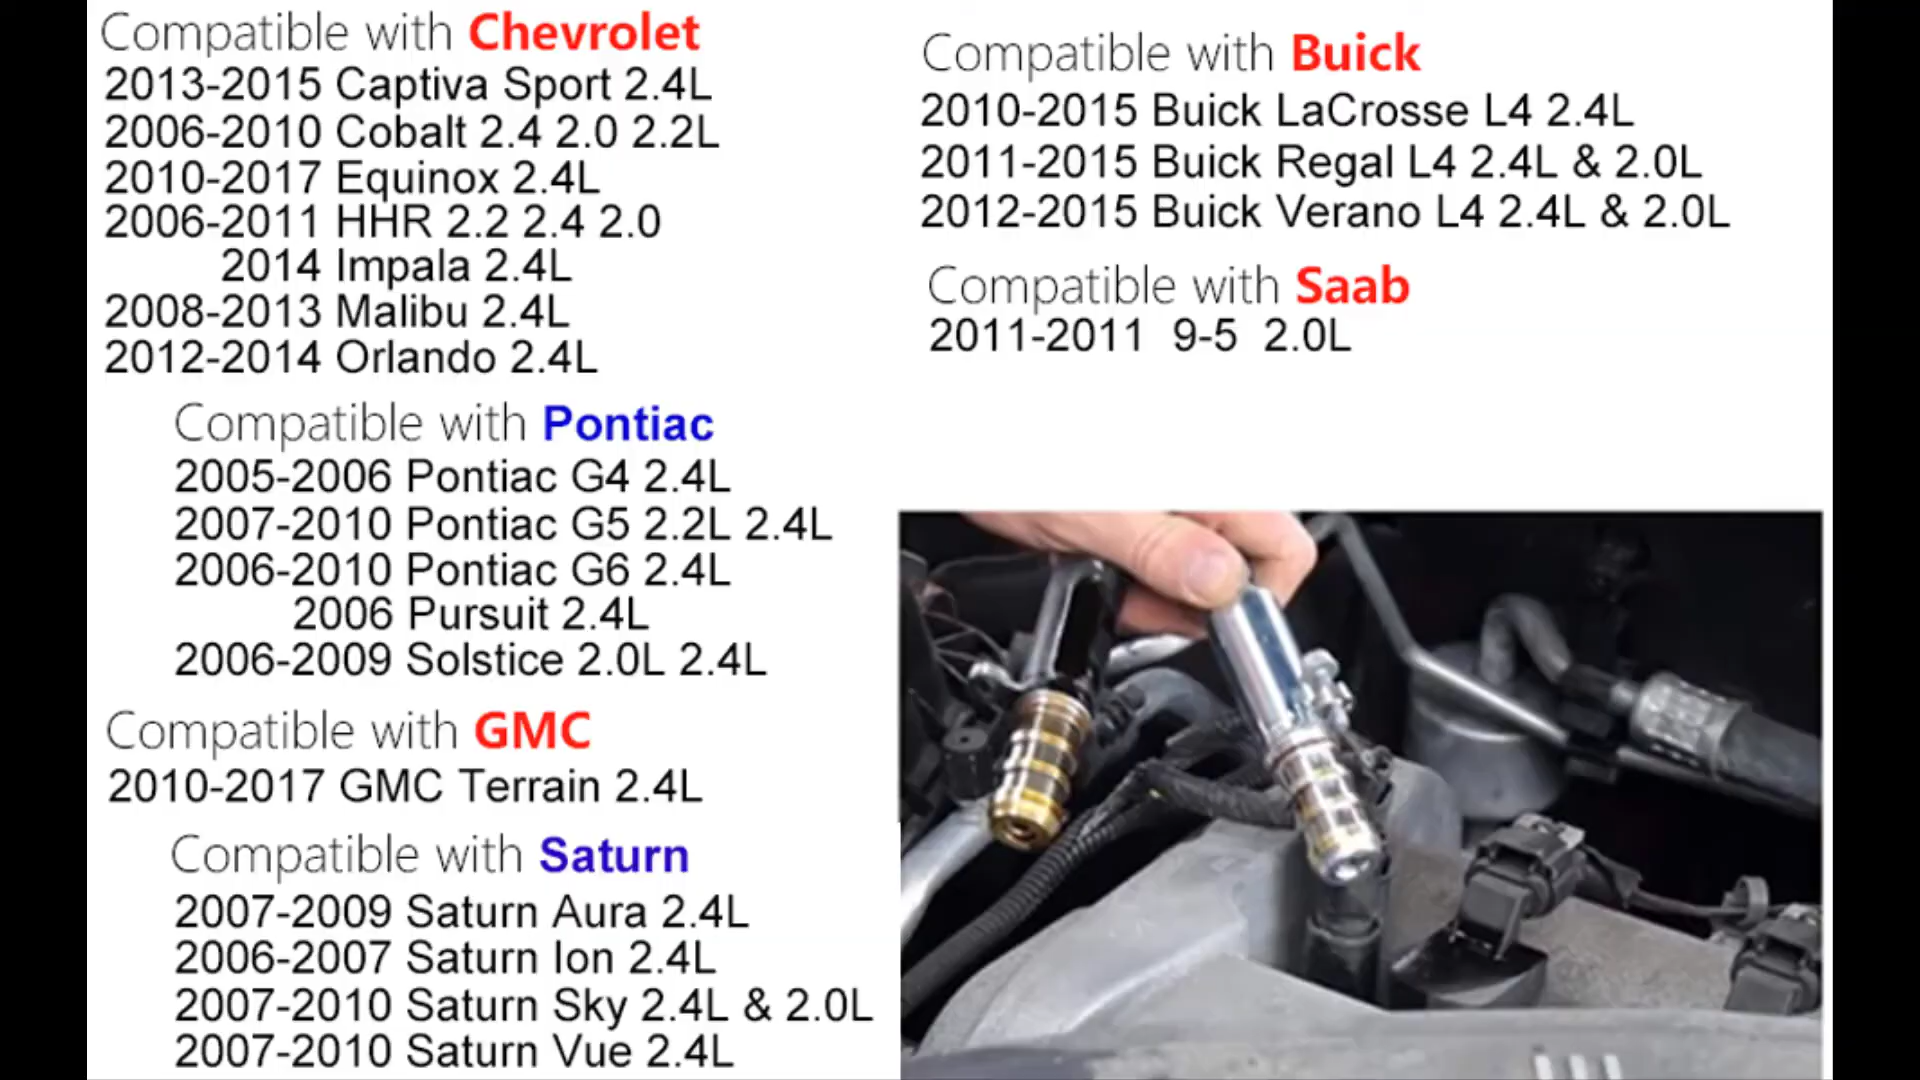 Compatible with Chevrolet
2013-2015 Captiva Sport 2.4L
2006-2010 Cobalt 2.4 2.0 2.2L
2010-2017 Equinox 2.4L
2006-2011 HHR 2.2 2.4 2.0
2014 Impala 2.4L
2008-2013 Malibu 2.4L
2012-2014 Orlando 2.4L
Compatible with Pontiac
2005-2006 Pontiac G4 2.4L
2007-2010 Pontiac G5 2.2L 2.4L
2006-2010 Pontiac G6 2.4L
2006 Pursuit 2.4L
2006-2009 Solstice 2.0L 2.4L
Compatible with GMC
2010-2017 GMC Terrain 2.4L
Compatible with Saturn
2007-2009 Saturn Aura 2.4L
2006-2007 Saturn Ion 2.4L
2007-2010 Saturn Sky 2.4L & 2.0L
2007-2010 Saturn Vue 2.4L
Compatible with Buick
2010-2015 Buick LaCrosse L4 2.4L
2011-2015 Buick Regal L4 2.4L & 2.0L
2012-2015 Buick Verano L4 2.4L & 2.0L
Compatible with Saab
2011-2011 9-5 2.0L